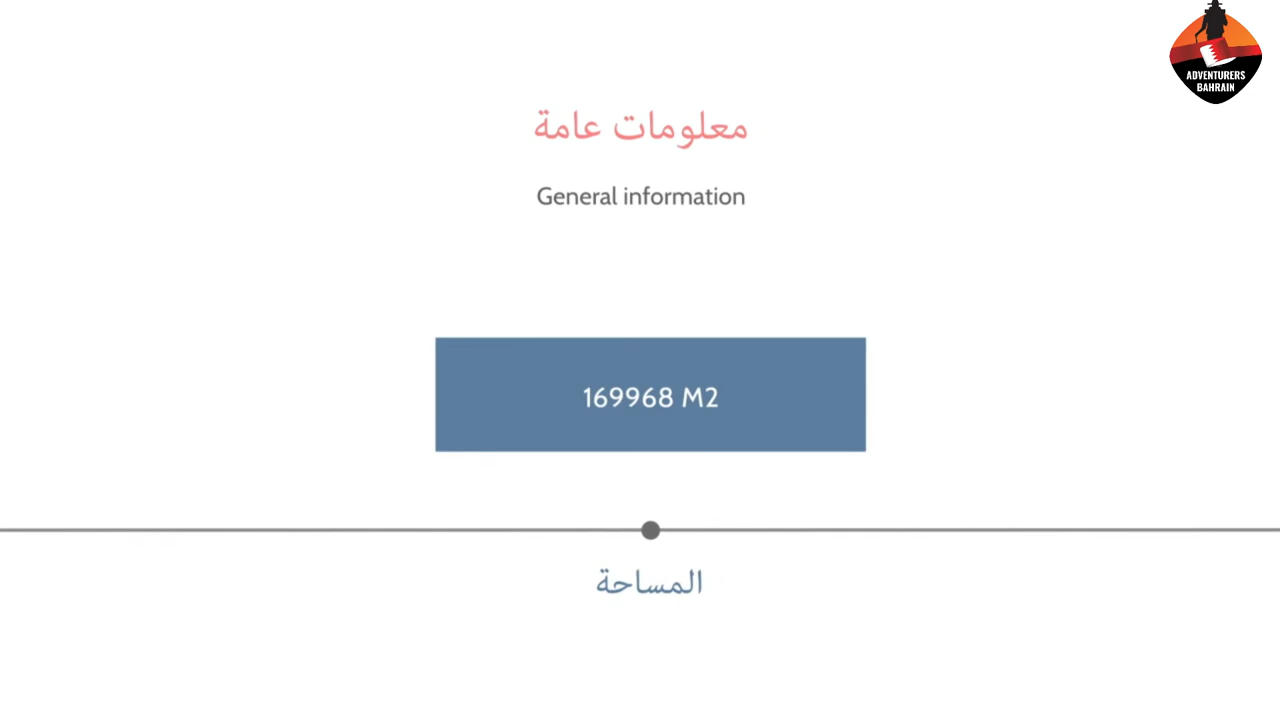 ADVENTURERS
BAHRAIN
معلومات عامة
General information
169968 M2
المساحة